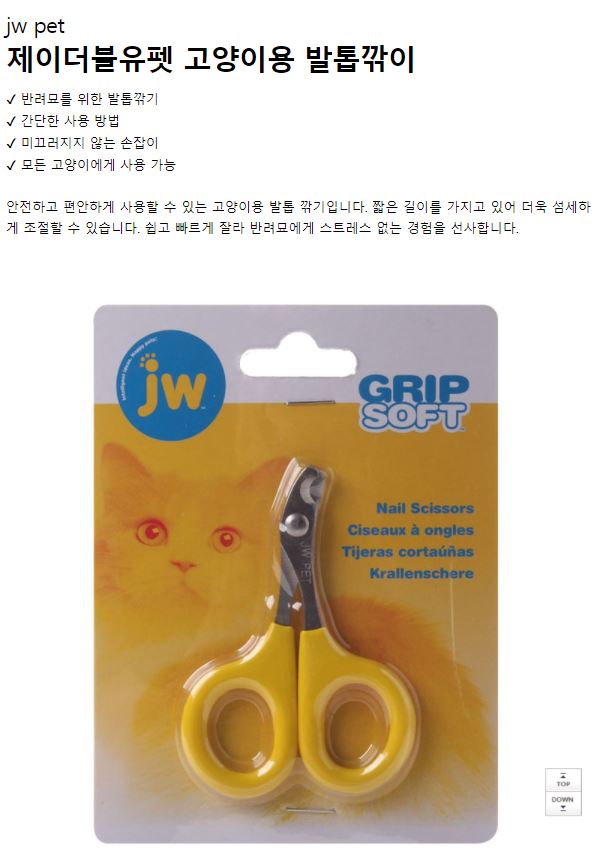 jw pet
제이더블유펫 고양이용 발톱깎이
✓ 반려묘를 위한 발톱깎기
✓ 간단한 사용 방법
✓ 미끄러지지 않는 손잡이
✓ 모든 고양이에게 사용 가능
안전하고 편안하게 사용할 수 있는 고양이용 발톱 깎기입니다. 짧은 길이를 가지고 있어 더욱 섬세하
게 조절할 수 있습니다. 쉽고 빠르게 잘라 반려묘에게 스트레스 없는 경험을 선사합니다.
Intelligent ideas. Happy pets.
jw™
GRIP
SOFT™
Nail Scissors
Ciseaux à ongles
Tijeras cortaúñas
Krallenschere
JW PET
TOP
DOWN